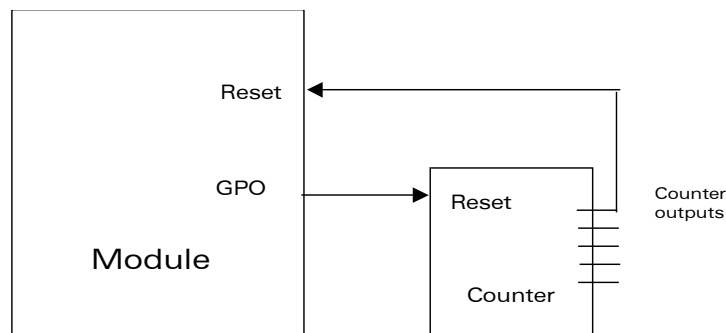 Reset
GPO
Module
Reset
Counter
Counter
outputs